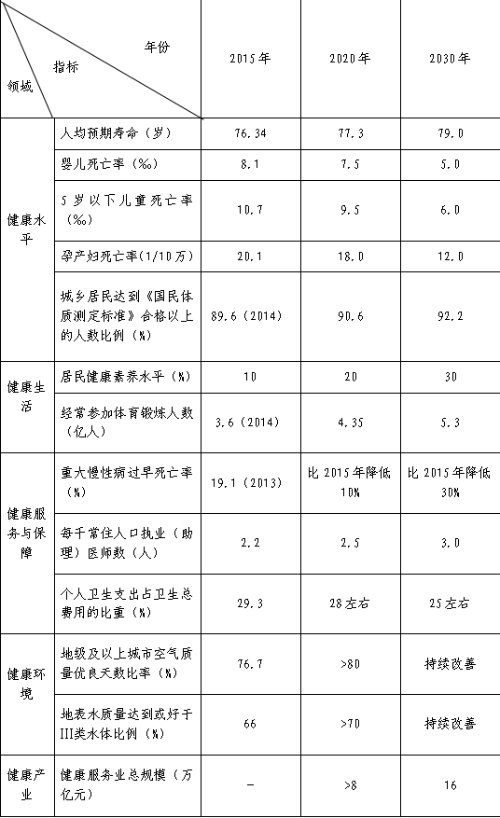 年份
指标
领域
2015年
2020年
2030年
健康水
平
人均预期寿命（岁）
76.34
77.3
79.0
婴儿死亡率（‰）
8.1
7.5
5.0
5岁以下儿童死亡率
（‰）
10.7
9.5
6.0
孕产妇死亡率(1/10万)
20.1
18.0
12.0
城乡居民达到《国民体
质测定标准》合格以上
的人数比例（%）
89.6（2014）
90.6
92.2
健康生
活
居民健康素养水平（%）
10
20
30
经常参加体育锻炼人数
（亿人）
3.6（2014）
4.35
5.3
健康服
务与保
障
重大慢性病过早死亡率
（%）
19.1（2013）
比2015年降低
10%
比2015年降低
30%
每千常住人口执业（助
理）医师数（人）
2.2
2.5
3.0
个人卫生支出占卫生总
费用的比重（%）
29.3
28左右
25左右
健康环
境
地级及以上城市空气质
量优良天数比率（%）
76.7
>80
持续改善
地表水质量达到或好于
III类水体比例（%）
66
>70
持续改善
健康产
业
健康服务业总规模（万
亿元）
-
>8
16